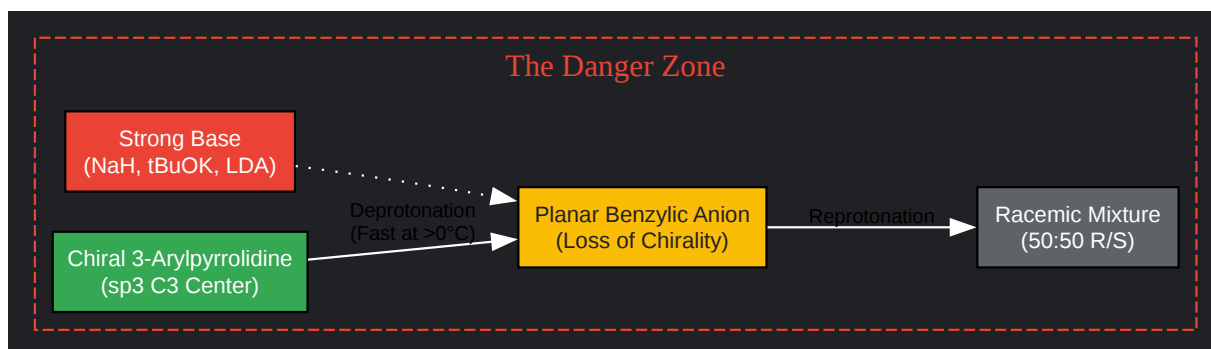 The Danger Zone
Strong Base
(NaH, tBuOK, LDA)
Chiral 3-Arylpyrrolidine
(sp3 C3 Center)
Deprotonation
(Fast at >0°C)
Planar Benzylic Anion
(Loss of Chirality)
Reprotonation
Racemic Mixture
(50:50 R/S)